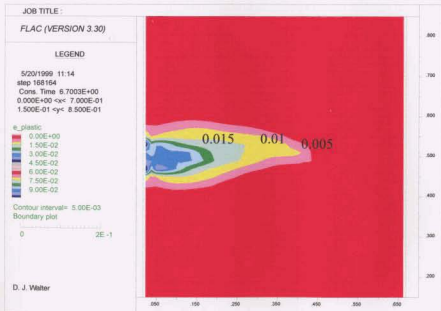 JOB TITLE :
FLAC (VERSION 3.30)
LEGEND
5/20/1999 11:14
step 168164
Cons. Time 6.7003E+00
0.000E+00 <x< 7.000E-01
1.500E-01 <y< 8.500E-01
e_plastic
0.00E+00
1.50E-02
3.00E-02
4.50E-02
6.00E-02
7.50E-02
9.00E-02
Contour interval= 5.00E-03
Boundary plot
0 2E -1
D. J. Walter
0.015 0.01 0.005
.800
.700
.600
.500
.400
.300
.200
.050 .150 .250 .350 .450 .550 .650